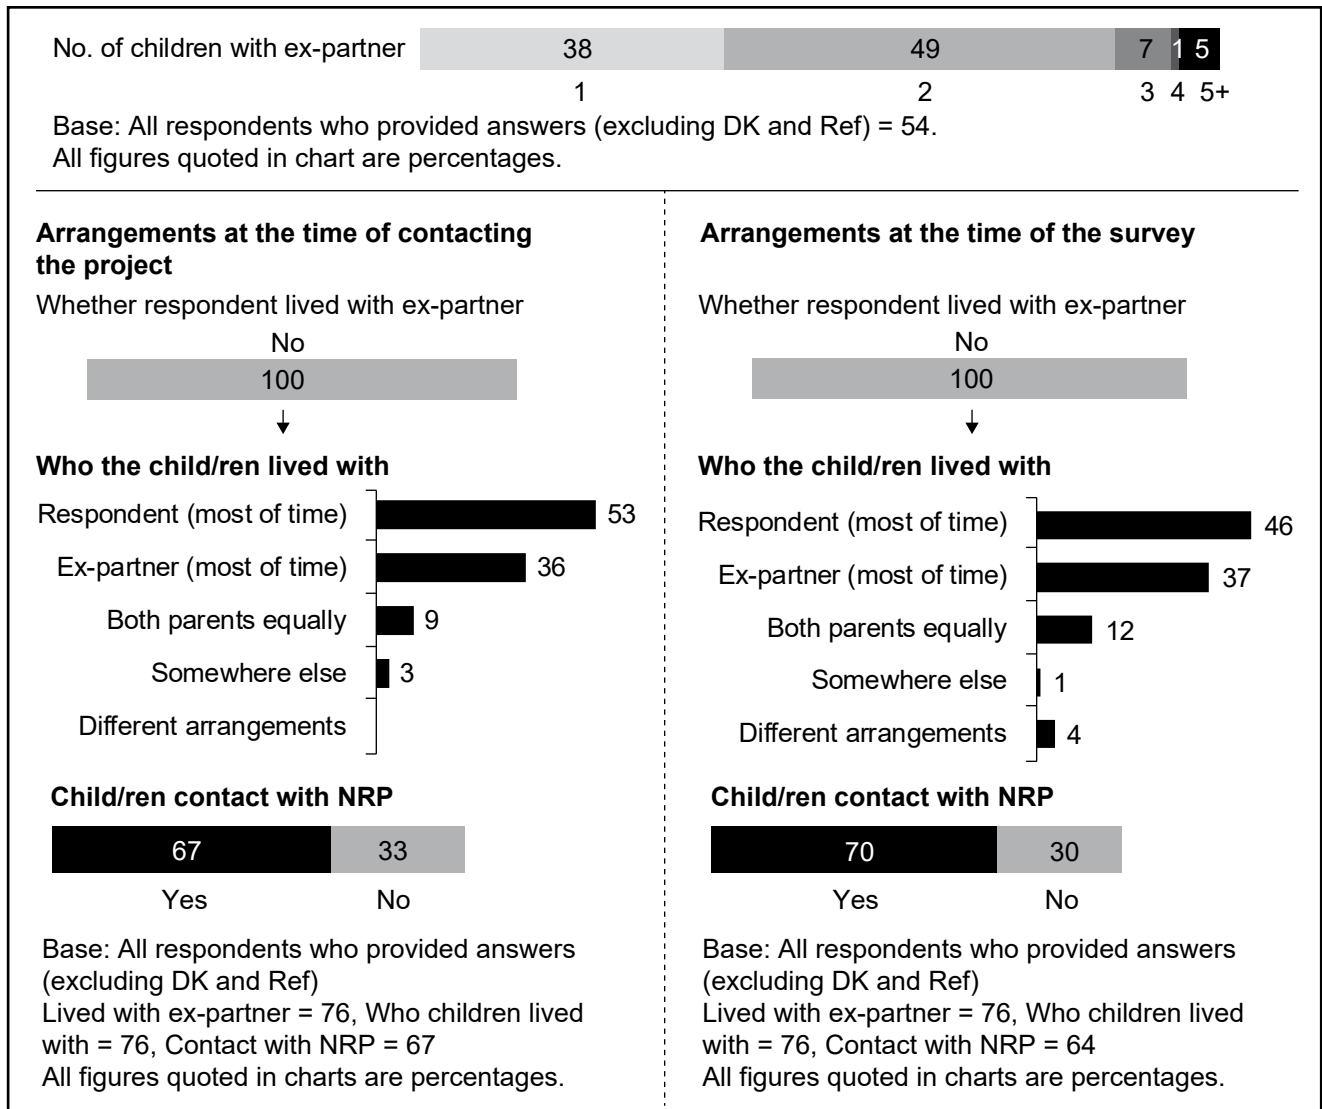 No. of children with ex-partner 38 49 7 1 5
1 2 3 4 5+
Base: All respondents who provided answers (excluding DK and Ref) = 54.
All figures quoted in chart are percentages.
Arrangements at the time of contacting
the project
Whether respondent lived with ex-partner
No
100
Who the child/ren lived with
Respondent (most of time) 53
Ex-partner (most of time) 36
Both parents equally 9
Somewhere else 3
Different arrangements
Child/ren contact with NRP
67 33
Yes No
Base: All respondents who provided answers
(excluding DK and Ref)
Lived with ex-partner = 76, Who children lived
with = 76, Contact with NRP = 67
All figures quoted in charts are percentages.
Arrangements at the time of the survey
Whether respondent lived with ex-partner
No
100
Who the child/ren lived with
Respondent (most of time) 46
Ex-partner (most of time) 37
Both parents equally 12
Somewhere else 1
Different arrangements 4
Child/ren contact with NRP
70 30
Yes No
Base: All respondents who provided answers
(excluding DK and Ref)
Lived with ex-partner = 76, Who children lived
with = 76, Contact with NRP = 64
All figures quoted in charts are percentages.